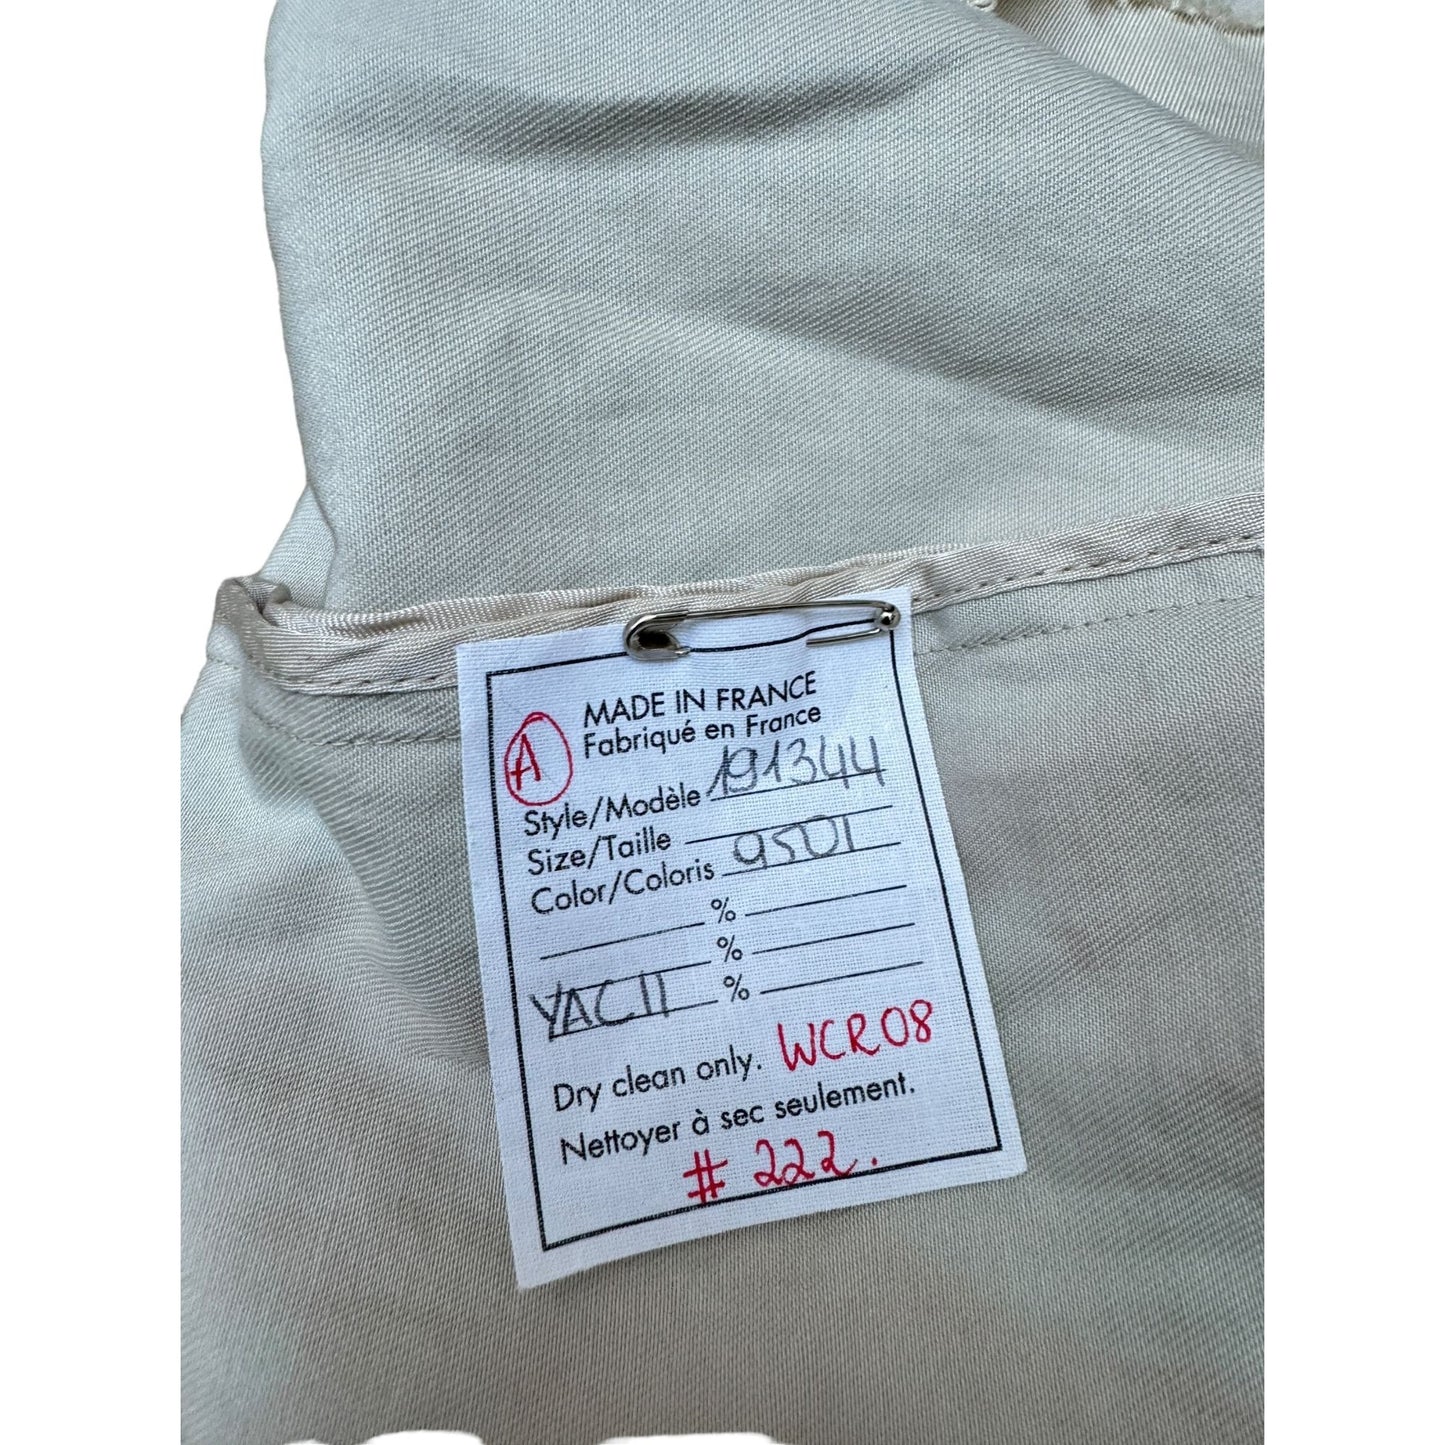 MADE IN FRANCE
A Fabriqué en France
Style/Modèle 191344
Size/Taille
Color/Coloris 9501
%
%
YAC11 %
Dry clean only. WCR08
Nettoyer à sec seulement.
# 222.